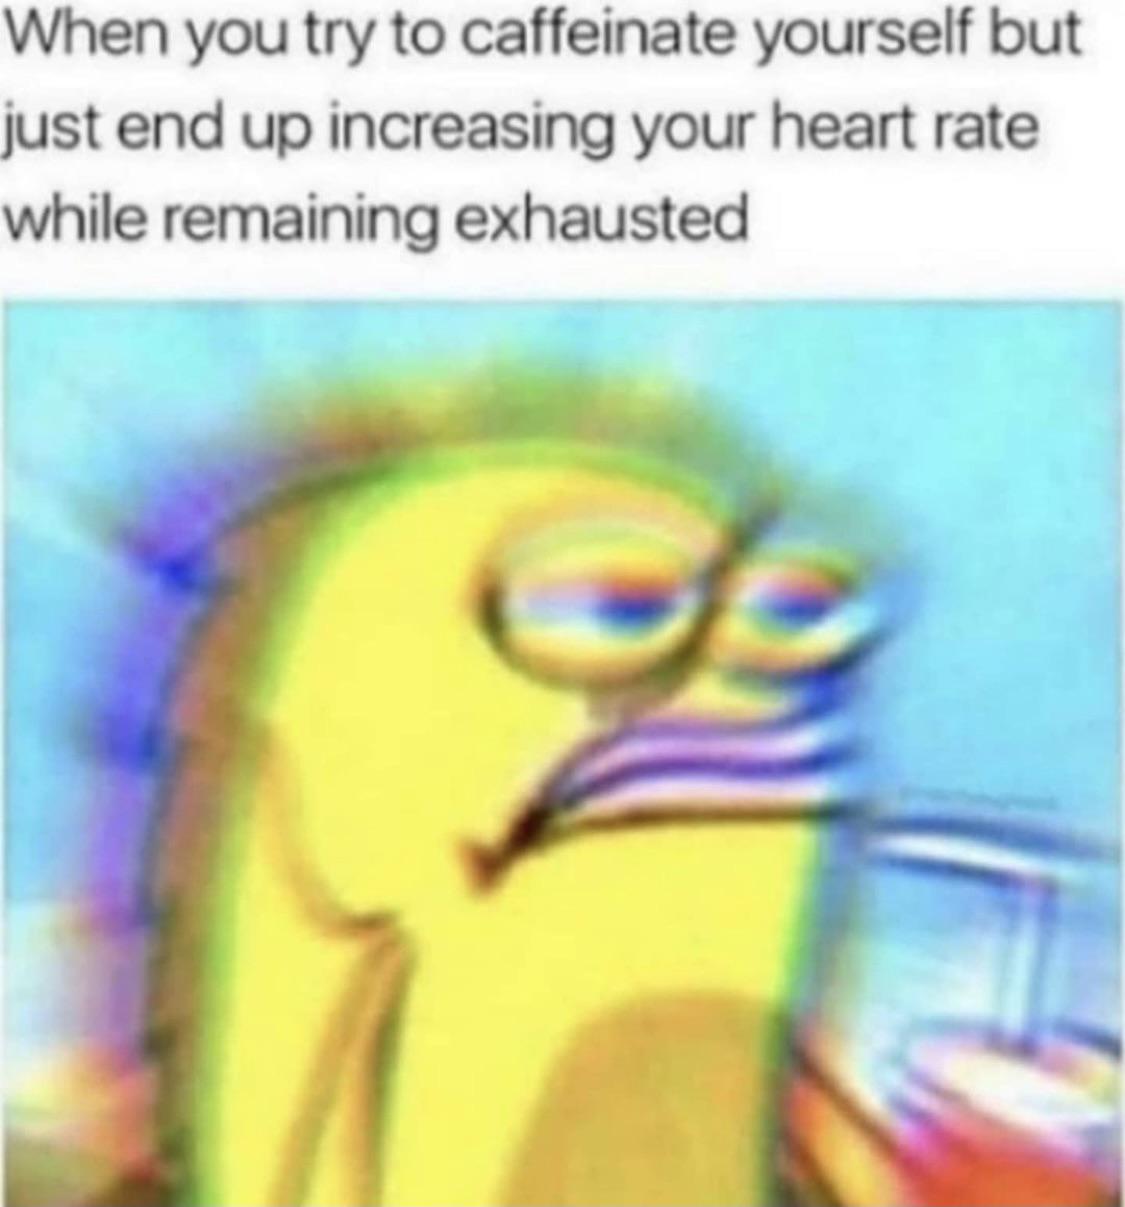 When you try to caffeinate yourself but
just end up increasing your heart rate
while remaining exhausted